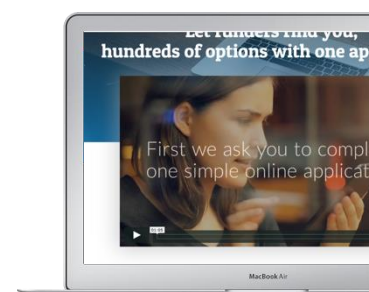 Let funders find you,
hundreds of options with one ap
First we ask you to compl
one simple online applicat
MacBook Air